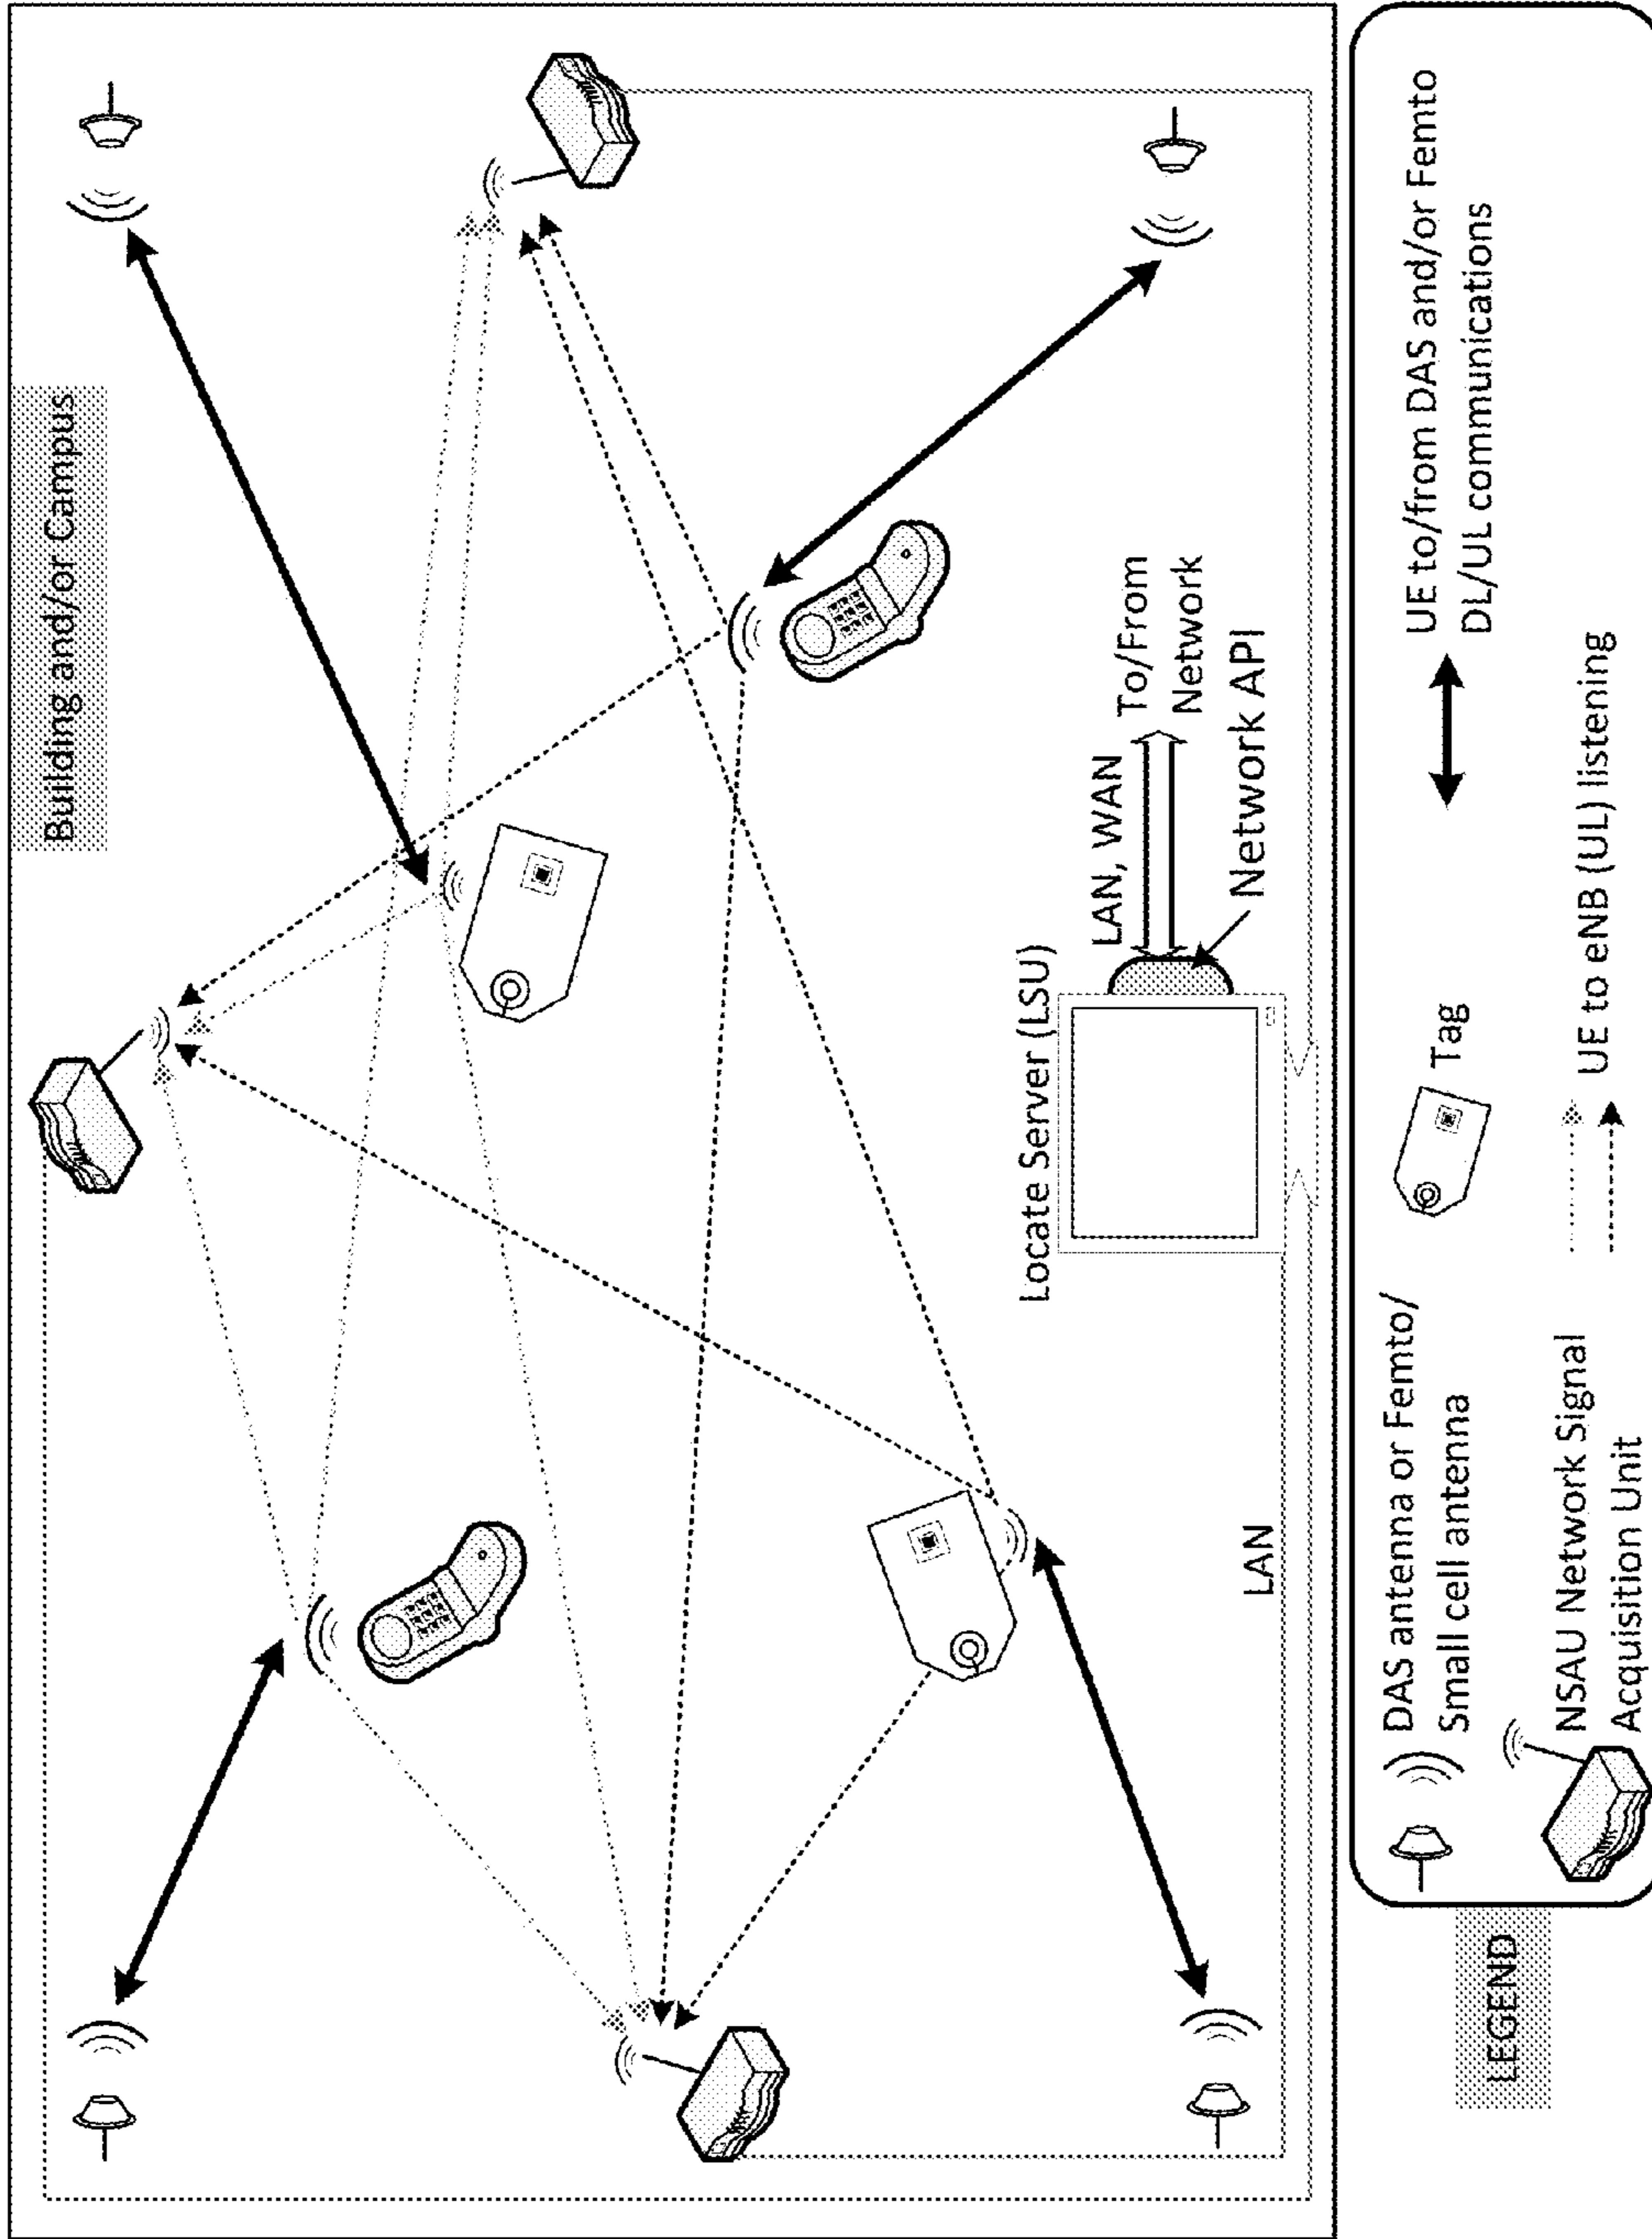 Building and/or Campus
Locate Server (LSU)
LAN, WAN
To/From
Network
Network API
LAN
LEGEND
DAS antenna or Femto/
Small cell antenna
Tag
UE to/from DAS and/or Femto
DL/UL communications
NSAU Network Signal
Acquisition Unit
UE to eNB (UL) listening